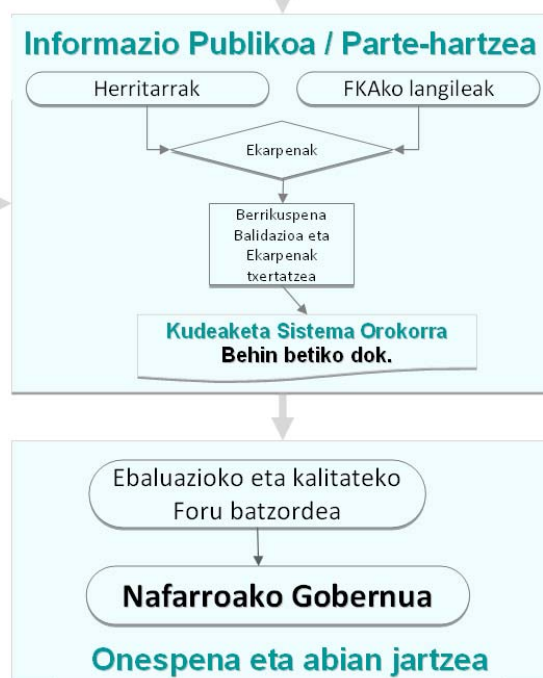 Informazio Publikoa / Parte-hartzea
Herritarrak
FKAko langileak
Ekarpenak
Berrikuspena
Balidazioa eta
Ekarpenak
txertatzea
Kudeaketa Sistema Orokorra
Behin betiko dok.
Ebaluazioko eta kalitateko
Foru batzordea
Nafarroako Gobernua
Onespena eta abian jartzea